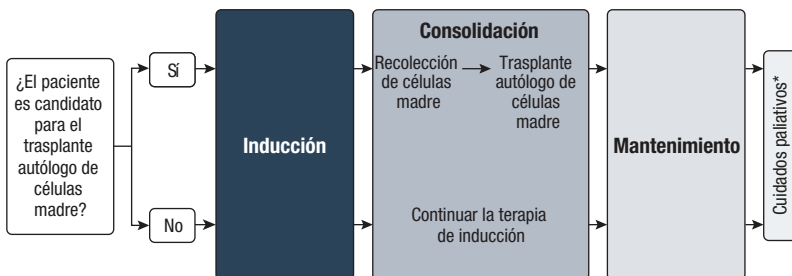 ¿El paciente
es candidato
para el
trasplante
autólogo de
células
madre?
Sí
No
Inducción
Consolidación
Recolección
de células
madre
Trasplante
autólogo de
células
madre
Continuar la terapia
de inducción
Mantenimiento
Cuidados paliativos*